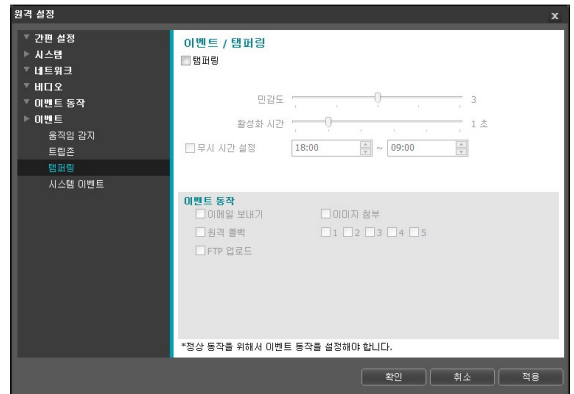 원격 설정
x
간편 설정
시스템
네트워크
비디오
이벤트 동작
이벤트
움직임 감지
트립존
탬퍼링
시스템 이벤트
이벤트 / 탬퍼링
탬퍼링
민감도 3
활성화 시간 1 초
무시 시간 설정 18:00 ~ 09:00
이벤트 동작
이메일 보내기 이미지 첨부
원격 콜백 1 2 3 4 5
FTP 업로드
*정상 동작을 위해서 이벤트 동작을 설정해야 합니다.
확인 취소 적용